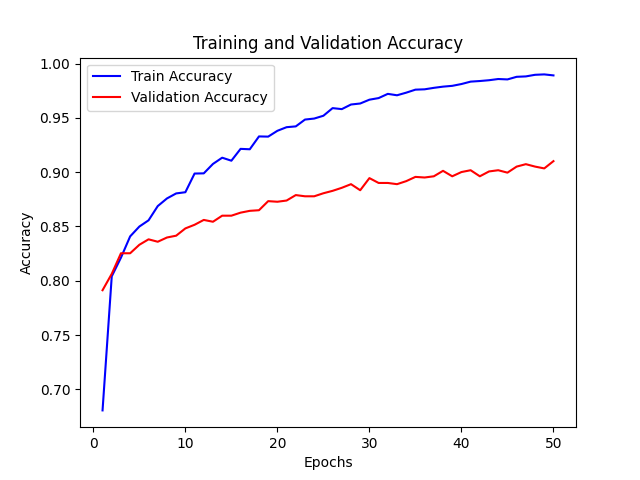 Training and Validation Accuracy
Train Accuracy
Validation Accuracy
Accuracy
1.00
0.95
0.90
0.85
0.80
0.75
0.70
0 10 20 30 40 50
Epochs